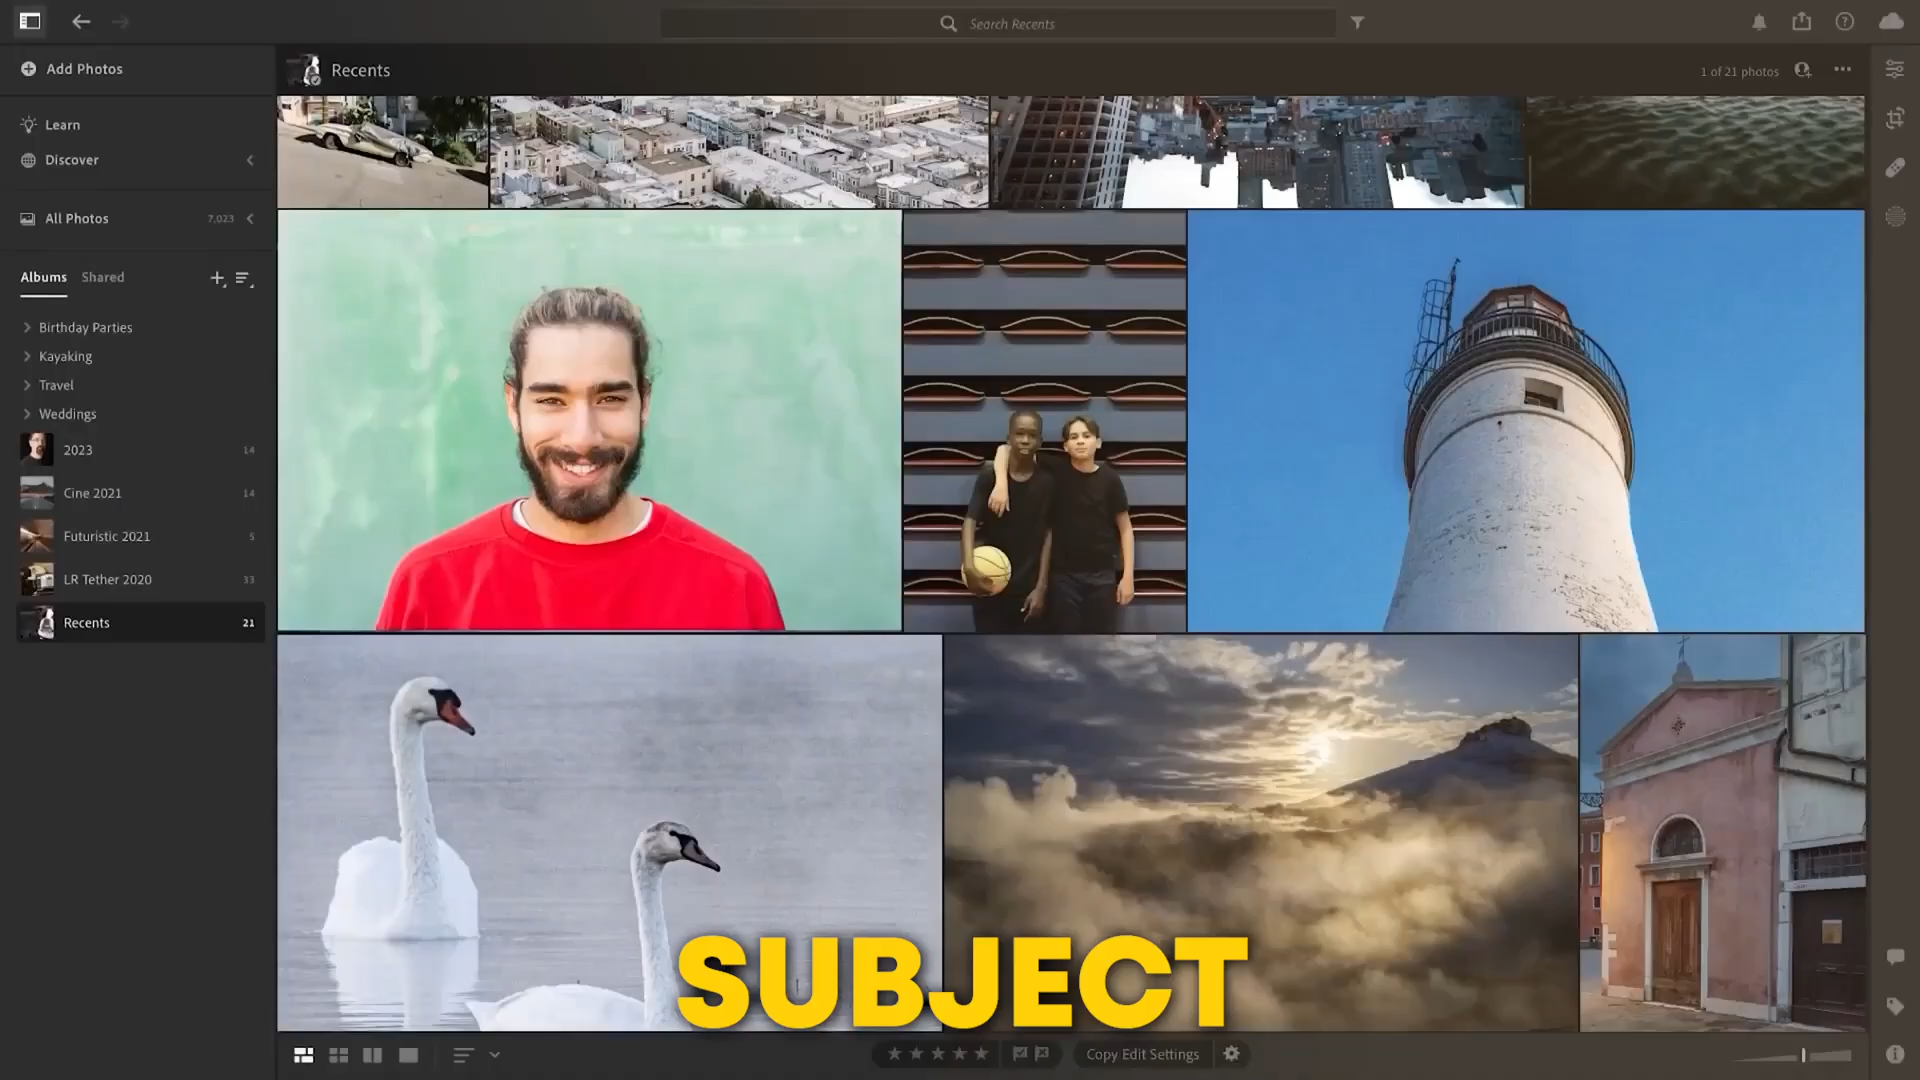 Search Recents
Add Photos
Recents
1 of 21 photos
Learn
Discover
All Photos 7,023
Albums Shared
Birthday Parties
Kayaking
Travel
Weddings
2023 14
Cine 2021 14
Futuristic 2021 5
LR Tether 2020 33
Recents 21
SUBJECT
Copy Edit Settings